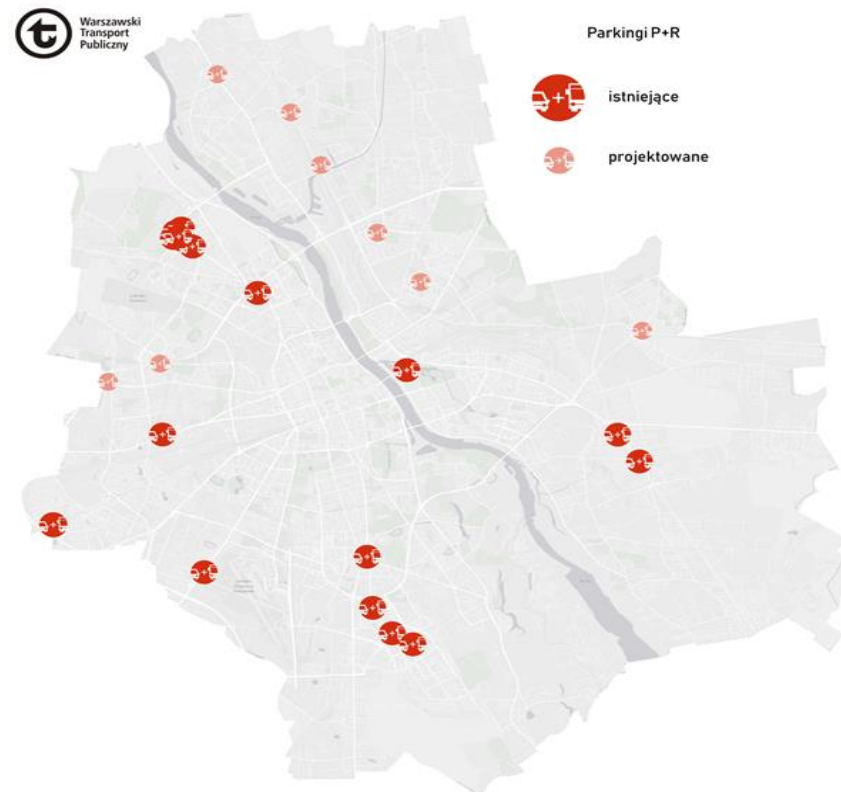 Warszawski
Transport
Publiczny
Parkingi P+R
istniejące
projektowane